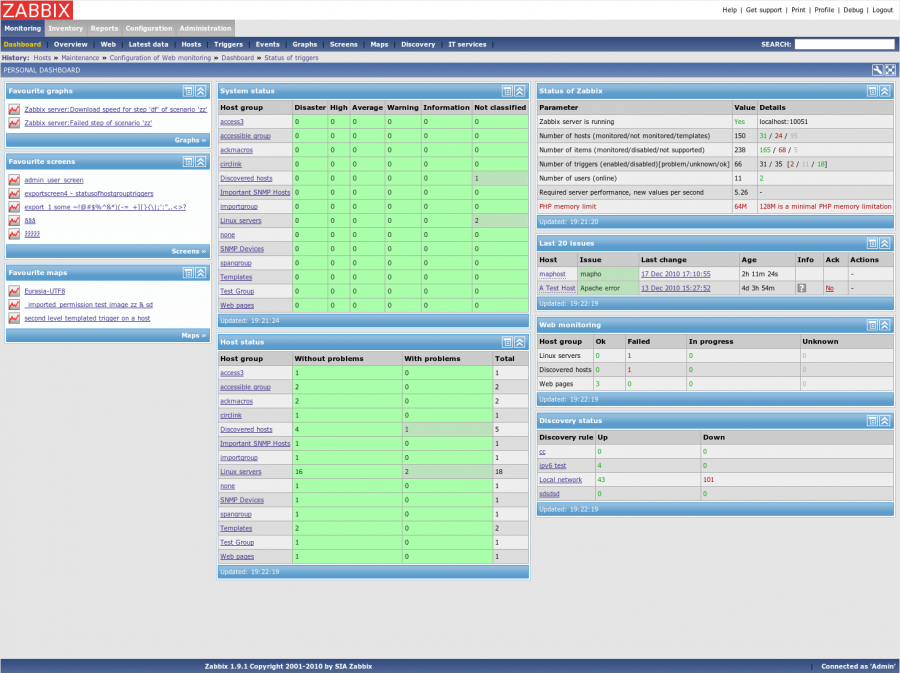 ZABBIX
Help | Get support | Print | Profile | Debug | Logout
Monitoring Inventory Reports Configuration Administration
Dashboard | Overview | Web | Latest data | Hosts | Triggers | Events | Graphs | Screens | Maps | Discovery | IT services |
SEARCH:
History: Hosts » Maintenance » Configuration of Web monitoring » Dashboard » Status of triggers
PERSONAL DASHBOARD
Favourite graphs
Zabbix server:Download speed for step 'df' of scenario 'zz'
Zabbix server:Failed step of scenario 'zz'
Graphs »
Favourite screens
admin user screen
exportscreen4 - statusofhostgrouptriggers
Screens »
Favourite maps
Eurasia-UTF8
_imported permission test image zz & sd
second level templated trigger on a host
Maps »
System status
Host group Disaster High Average Warning Information Not classified
access3 0 0 0 0 0 0
accessible group 0 0 0 0 0 0
ackmacros 0 0 0 0 0 0
circlink 0 0 0 0 0 0
Discovered hosts 0 0 0 0 0 1
Important SNMP Hosts 0 0 0 0 0 0
importgroup 0 0 0 0 0 0
Linux servers 0 0 0 0 0 2
none 0 0 0 0 0 0
SNMP Devices 0 0 0 0 0 0
spangroup 0 0 0 0 0 0
Templates 0 0 0 0 0 0
Test Group 0 0 0 0 0 0
Web pages 0 0 0 0 0 0
Updated: 19:21:24
Host status
Host group Without problems With problems Total
access3 1 0 1
accessible group 2 0 2
ackmacros 2 0 2
circlink 1 0 1
Discovered hosts 4 1 5
Important SNMP Hosts 1 0 1
importgroup 1 0 1
Linux servers 16 2 18
none 1 0 1
SNMP Devices 1 0 1
spangroup 1 0 1
Templates 2 0 2
Test Group 1 0 1
Web pages 1 0 1
Updated: 19:22:19
Status of Zabbix
Parameter Value Details
Zabbix server is running Yes localhost:10051
Number of hosts (monitored/not monitored/templates) 150 31 / 24 / 95
Number of items (monitored/disabled/not supported) 238 165 / 68 / 5
Number of triggers (enabled/disabled)[problem/unknown/ok] 66 31 / 35 [2 / 11 / 18]
Number of users (online) 11 2
Required server performance, new values per second 5.26 -
PHP memory limit 64M 128M is a minimal PHP memory limitation
Updated: 19:21:20
Last 20 issues
Host Issue Last change Age Info Ack Actions
maphost mapho 17 Dec 2010 17:10:55 2h 11m 24s -
A Test Host Apache error 13 Dec 2010 15:27:52 4d 3h 54m ? No -
Updated: 19:22:19
Web monitoring
Host group Ok Failed In progress Unknown
Linux servers 0 1 0 0
Discovered hosts 0 1 0 0
Web pages 3 0 0 0
Updated: 19:22:19
Discovery status
Discovery rule Up Down
cc 0 0
ipv6 test 4 0
Local network 43 101
sdsdsd 0 0
Updated: 19:22:19
Zabbix 1.9.1 Copyright 2001-2010 by SIA Zabbix
| Connected as 'Admin'